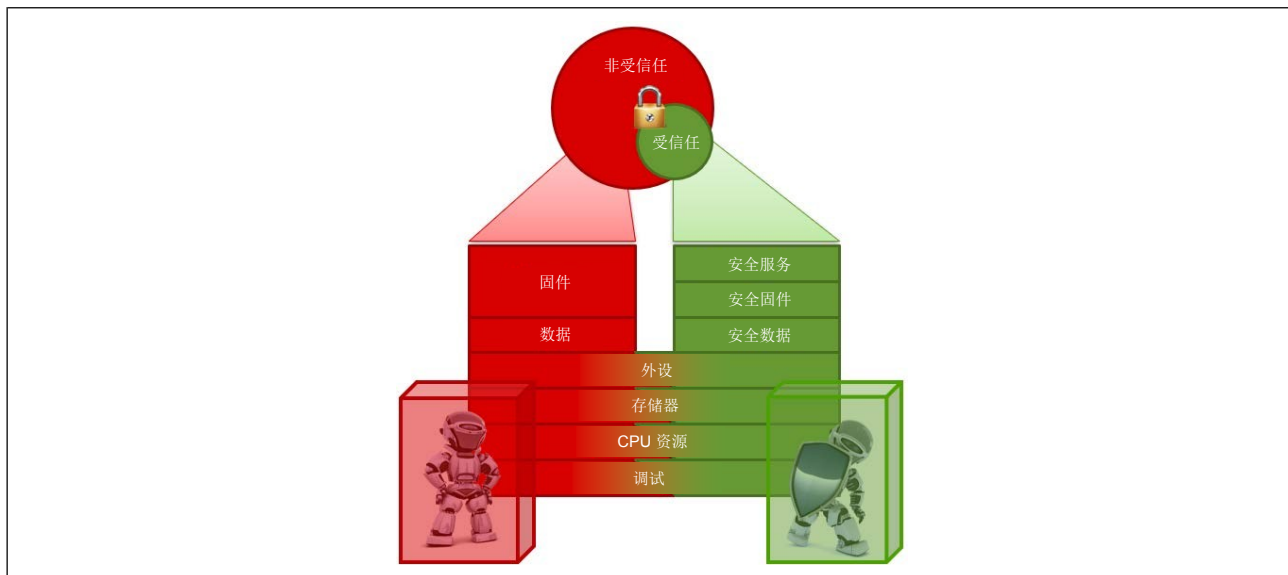 非受信任
受信任
固件
数据
安全服务
安全固件
安全数据
外设
存储器
CPU 资源
调试